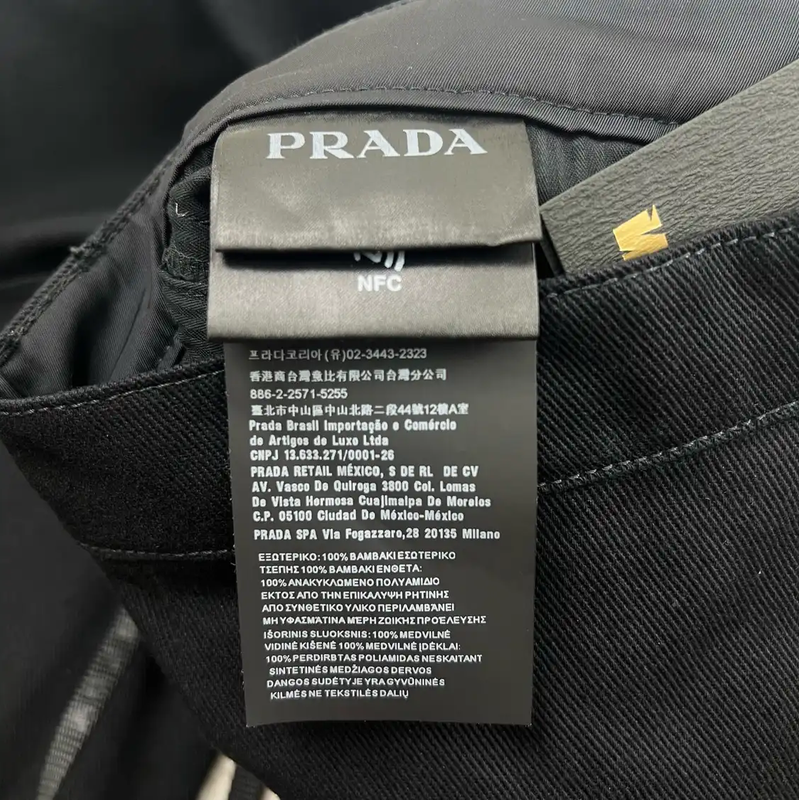 PRADA
NFC
프라다코리아(유)02-3443-2323
香港商台灣魚比有限公司台灣分公司
886-2-2571-5255
臺北市中山區中山北路二段44號12樓A室
Prada Brasil Importação e Comércio
de Artigos de Luxo Ltda
CNPJ 13.633.271/0001-26
PRADA RETAIL MÉXICO, S DE RL DE CV
AV. Vasco De Quiroga 3800 Col. Lomas
De Vista Hermosa Cuajimalpa De Morelos
C.P. 05100 Ciudad De México-México
PRADA SPA Via Fogazzaro,28 20135 Milano
ΕΞΩΤΕΡΙΚΟ: 100% ΒΑΜΒΑΚΙ ΕΣΩΤΕΡΙΚΟ
ΤΣΕΠΗΣ 100% ΒΑΜΒΑΚΙ ΕΝΘΕΤΑ:
100% ΑΝΑΚΥΚΛΩΜΕΝΟ ΠΟΛΥΑΜΙΔΙΟ
ΕΚΤΟΣ ΑΠΟ ΤΗΝ ΕΠΙΚΑΛΥΨΗ ΡΗΤΙΝΗΣ
ΑΠΟ ΣΥΝΘΕΤΙΚΟ ΥΛΙΚΟ ΠΕΡΙΛΑΜΒΆΝΕΙ
ΜΗ ΥΦΑΣΜΆΤΙΝΑ ΜΈΡΗ ΖΩΙΚΉΣ ΠΡΟΈΛΕΥΣΗΣ
IŠORINIS SLUOKSNIS: 100% MEDVILNĖ
VIDINĖ KIŠENĖ 100% MEDVILNĖ ĮDĖKLAI:
100% PERDIRBTAS POLIAMIDAS NESKAITANT
SINTETINĖS MEDŽIAGOS DERVOS
DANGOS SUDĖTYJE YRA GYVŪNINĖS
KILMĖS NE TEKSTILĖS DALIŲ